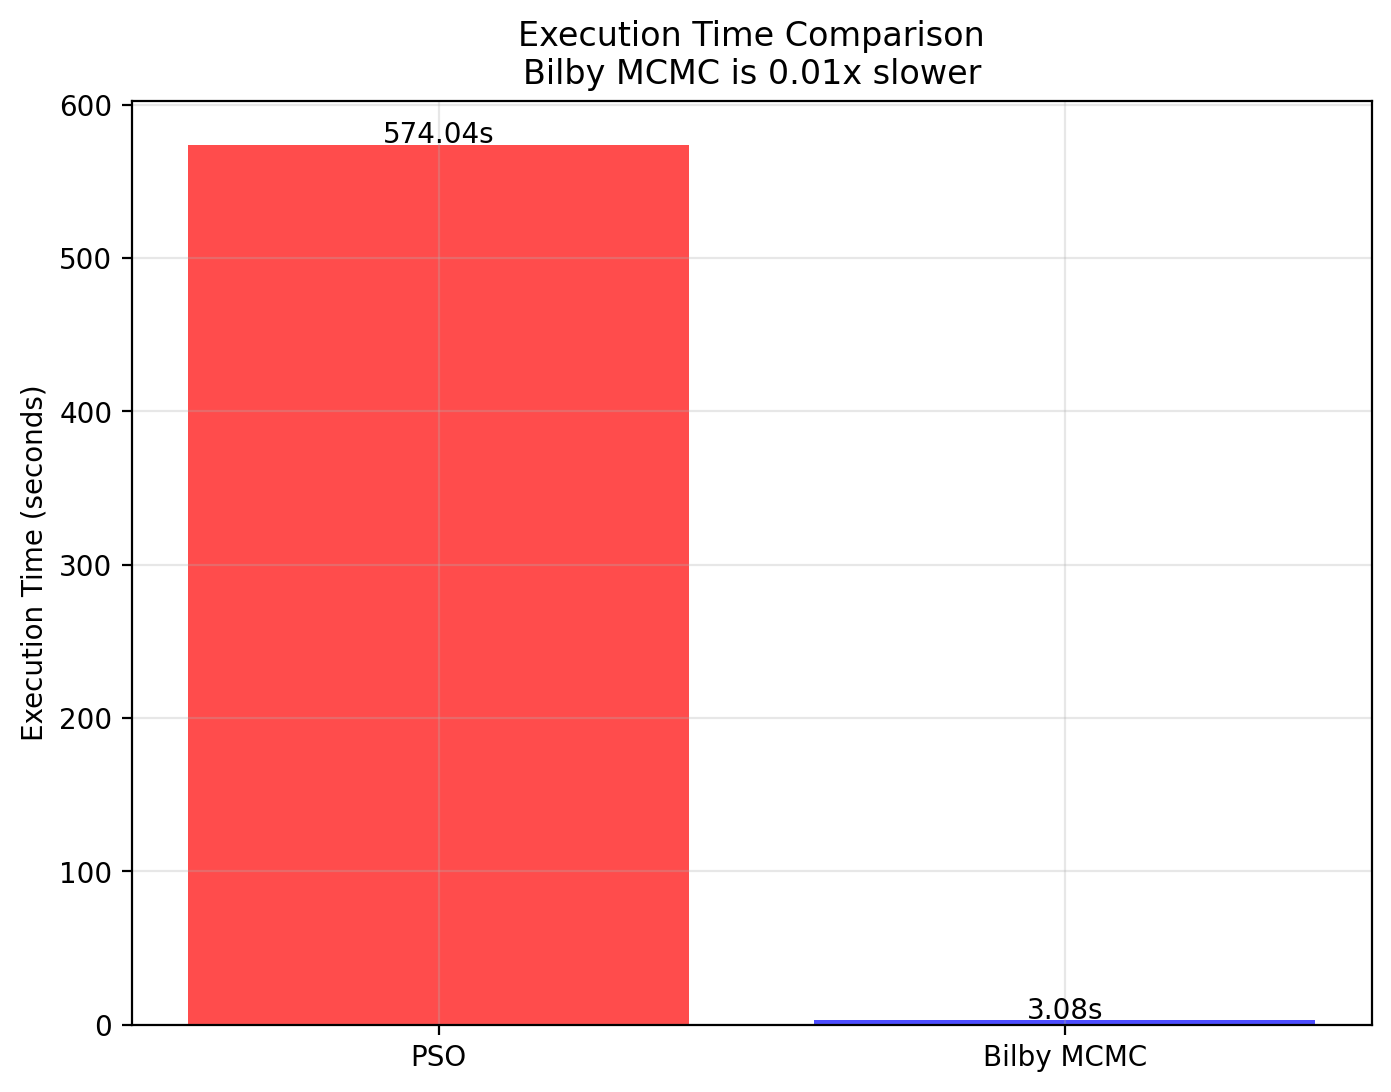 Execution Time Comparison
Bilby MCMC is 0.01x slower
Execution Time (seconds)
600
500
400
300
200
100
0
574.04s
3.08s
PSO
Bilby MCMC